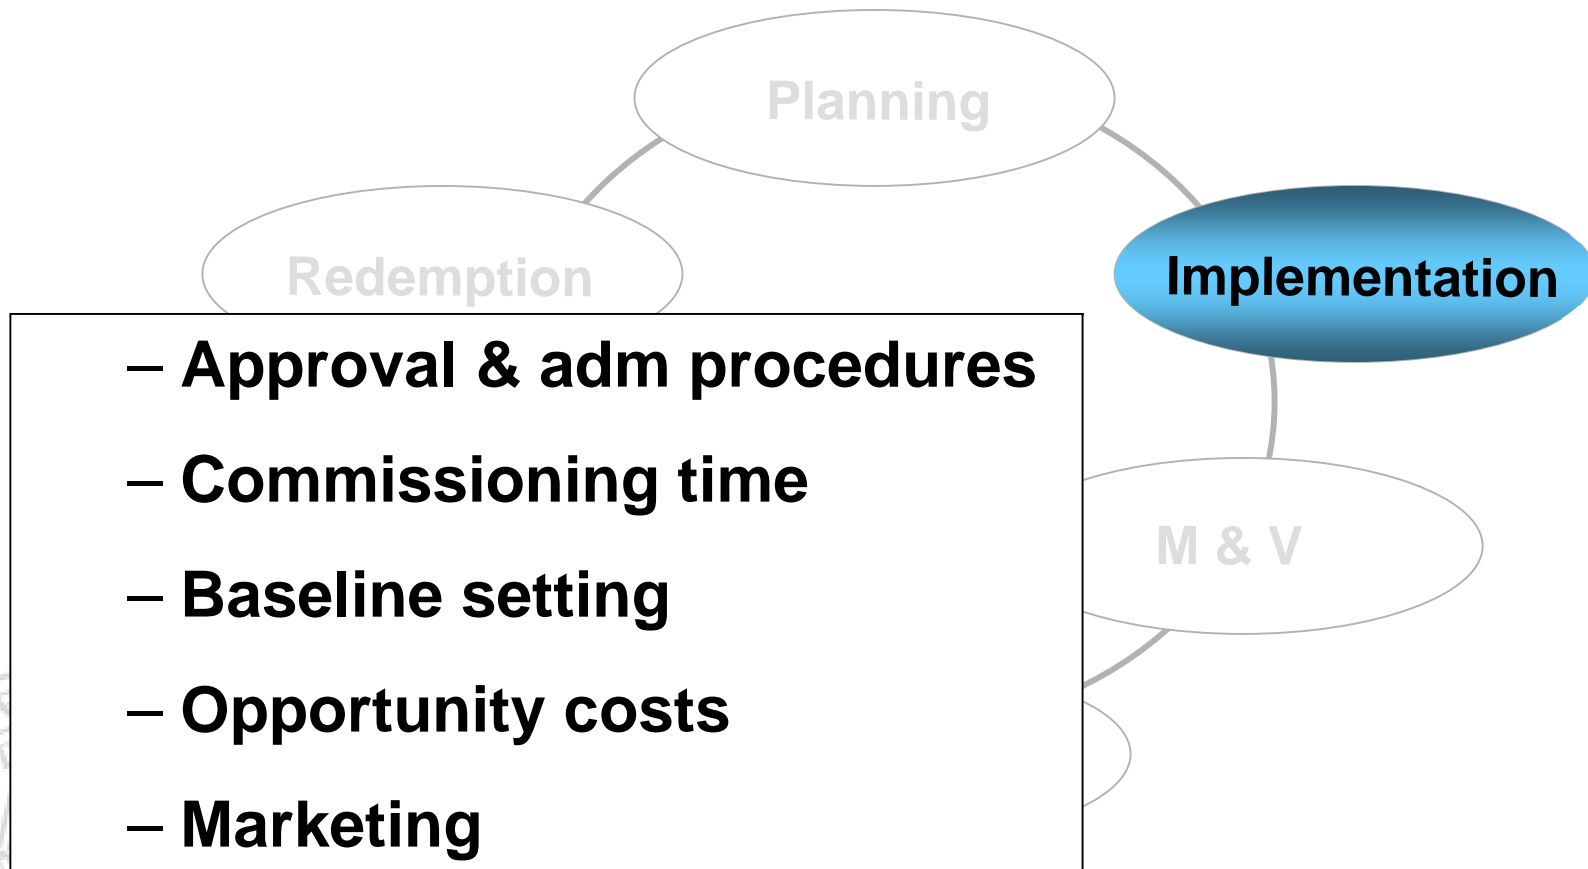 Planning
Redemption
Implementation
– Approval & adm procedures
– Commissioning time
– Baseline setting
– Opportunity costs
– Marketing
M & V